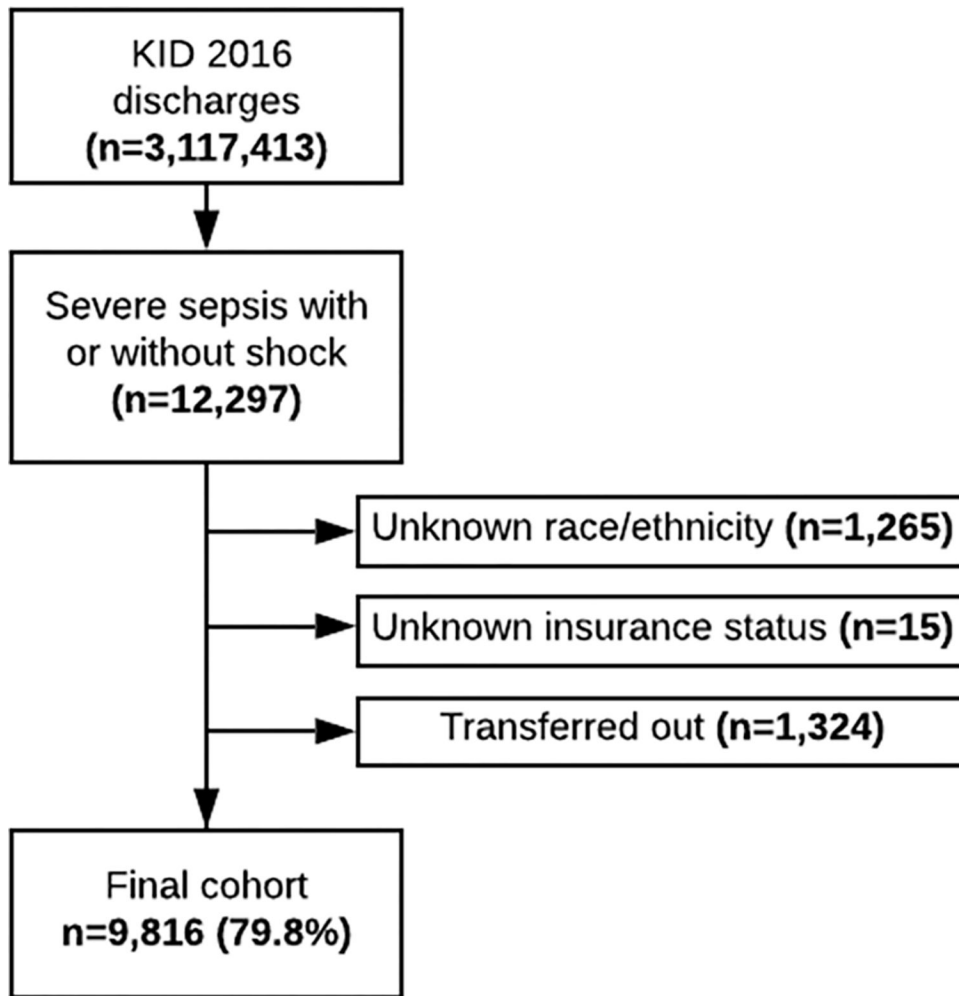 KID 2016
discharges
(n=3,117,413)
Severe sepsis with
or without shock
(n=12,297)
Unknown race/ethnicity (n=1,265)
Unknown insurance status (n=15)
Transferred out (n=1,324)
Final cohort
n=9,816 (79.8%)